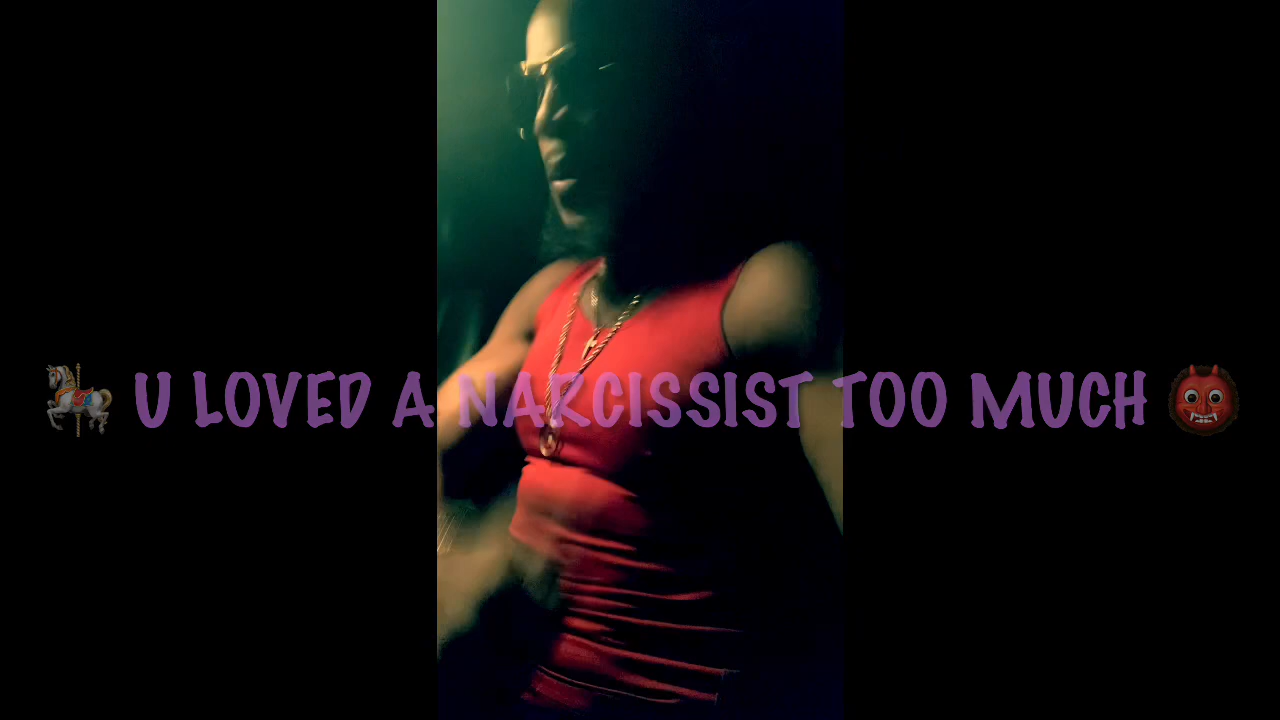 🎠 U LOVED A NARCISSIST TOO MUCH 👹